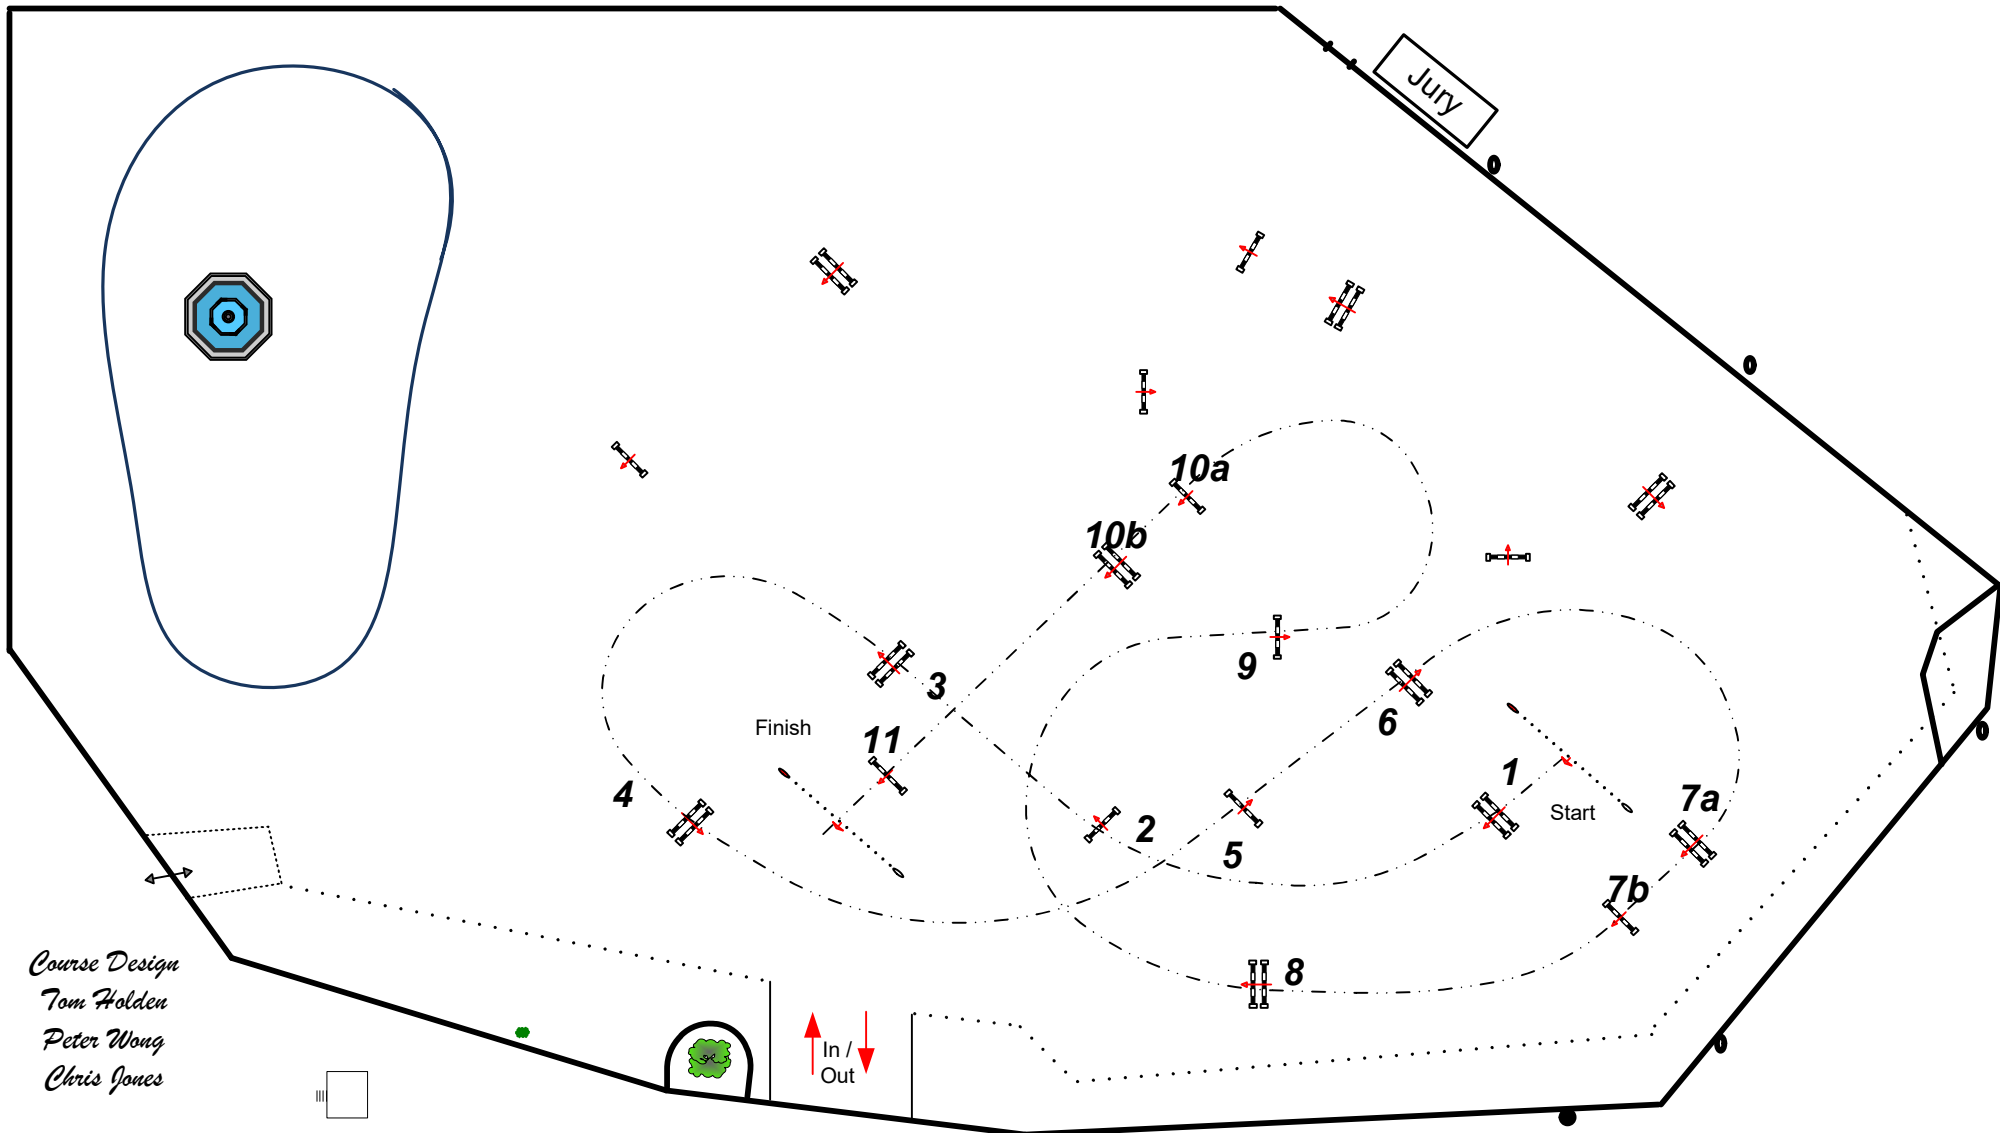 Jury
10a
10b
9
3
6
Finish
11
1
4
Start
7a
2
5
7b
8
Course Design
Tom Holden
Peter Wong
Chris Jones
In /
Out